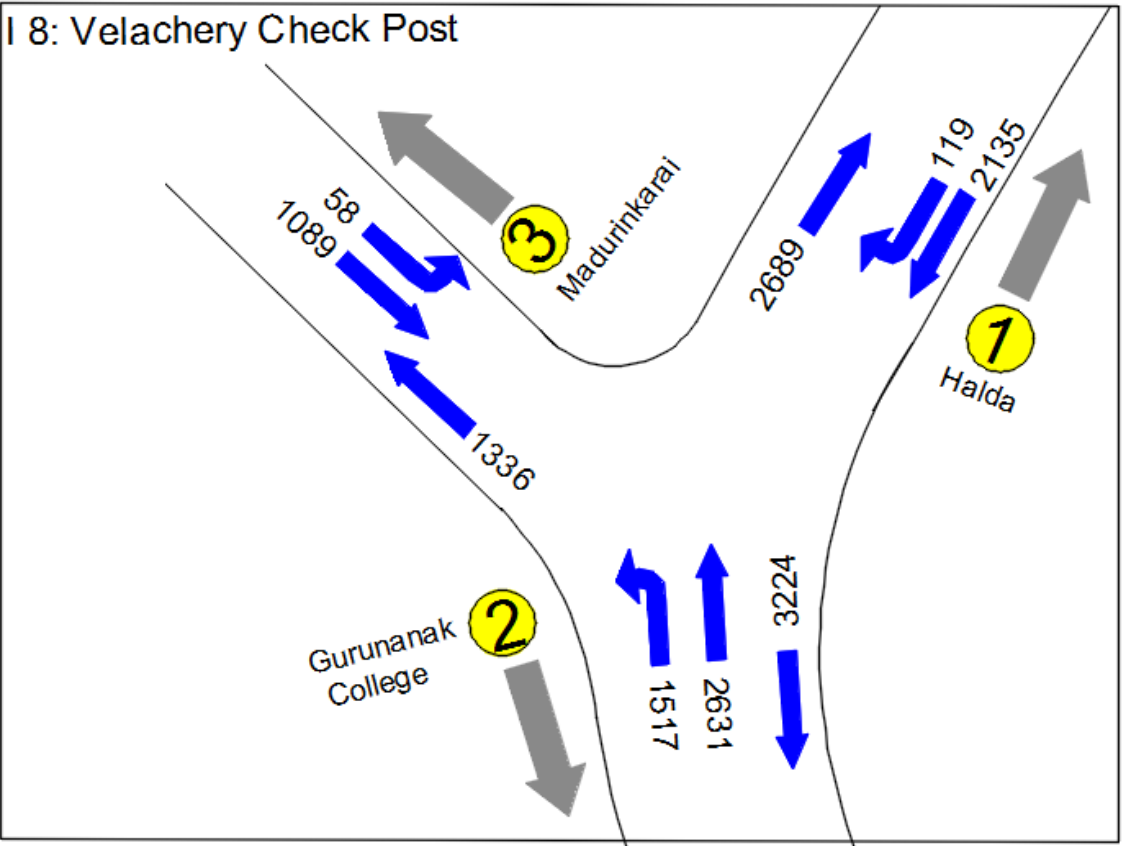 I 8: Velachery Check Post
119
2135
58
1089
3
Madurinkarai
2689
1
Halda
1336
3224
2
Gurunanak
College
1517
2631